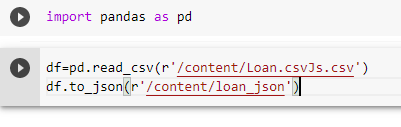 import pandas as pd
df=pd.read_csv(r'/content/Loan.csvJs.csv')
df.to_json(r'/content/loan_json')